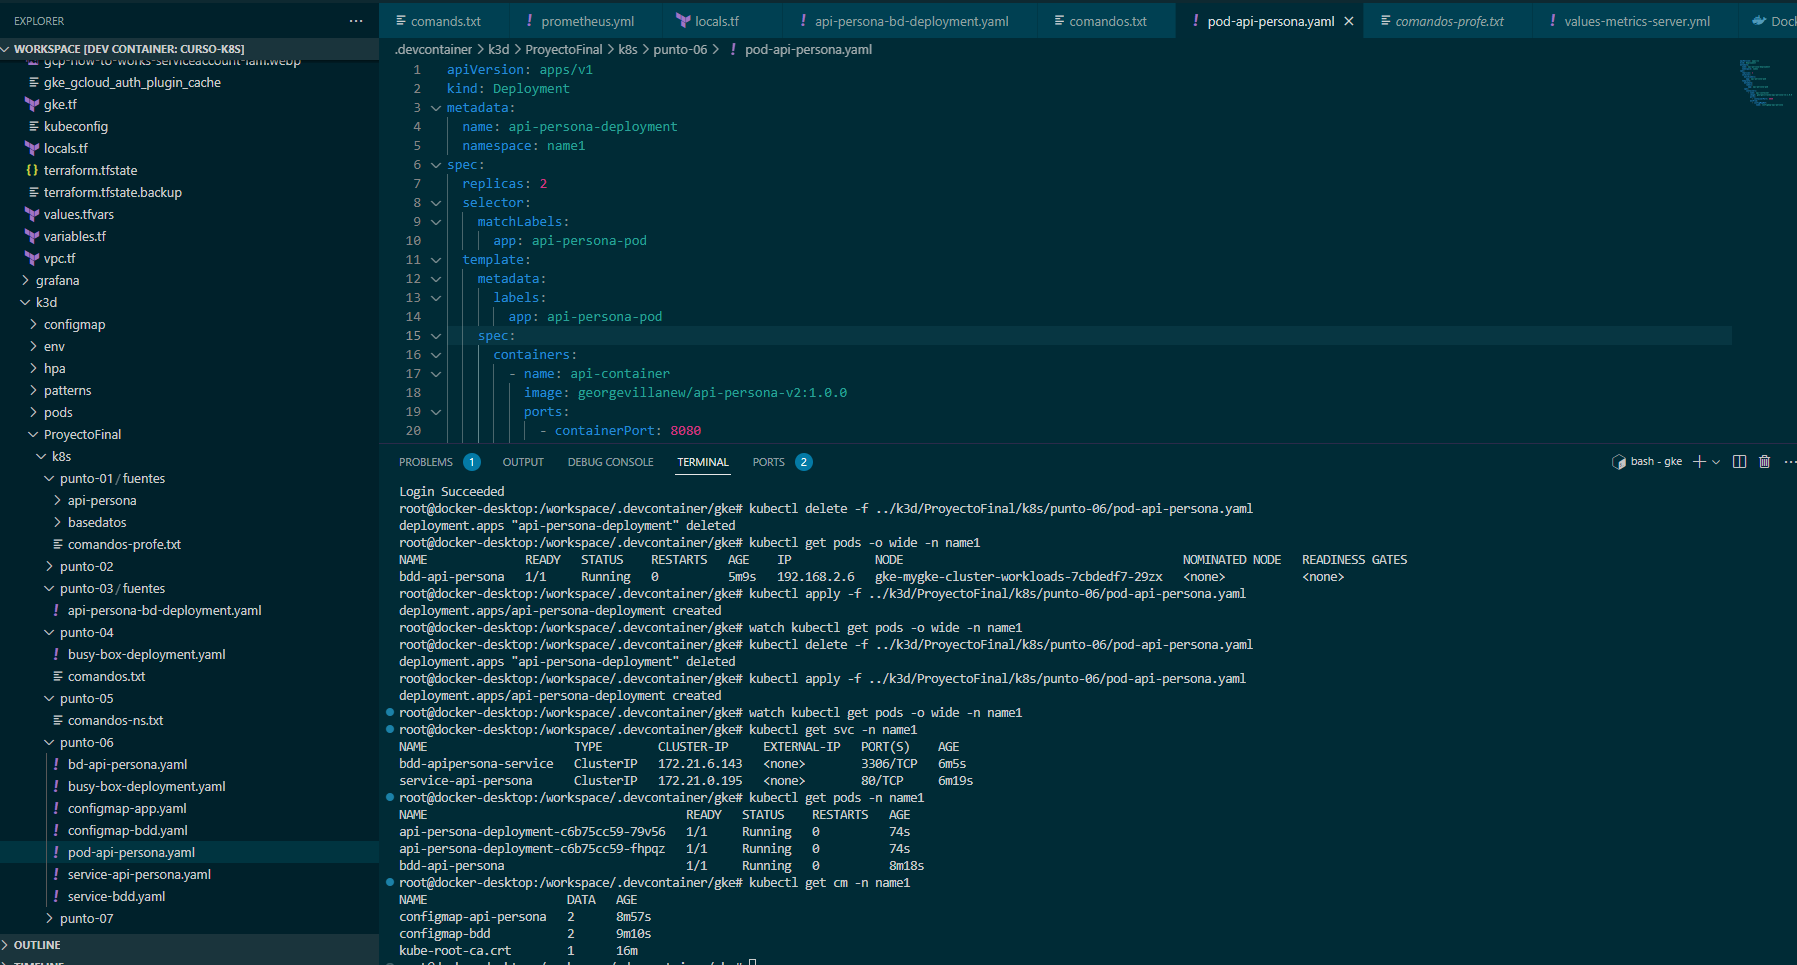 EXPLORER
WORKSPACE [DEV CONTAINER: CURSO-K8S]
gcp-how-to-works-serviceaccount-iam.webp
gke_gcloud_auth_plugin_cache
gke.tf
kubeconfig
locals.tf
{} terraform.tfstate
terraform.tfstate.backup
values.tfvars
variables.tf
vpc.tf
grafana
k3d
configmap
env
hpa
patterns
pods
ProyectoFinal
k8s
punto-01 / fuentes
api-persona
basedatos
comandos-profe.txt
punto-02
punto-03 / fuentes
! api-persona-bd-deployment.yaml
punto-04
! busy-box-deployment.yaml
comandos.txt
punto-05
comandos-ns.txt
punto-06
! bd-api-persona.yaml
! busy-box-deployment.yaml
! configmap-app.yaml
! configmap-bdd.yaml
! pod-api-persona.yaml
! service-api-persona.yaml
! service-bdd.yaml
punto-07
OUTLINE
TIMELINE
comands.txt ! prometheus.yml locals.tf ! api-persona-bd-deployment.yaml comandos.txt ! pod-api-persona.yaml comandos-profe.txt ! values-metrics-server.yml Doc
.devcontainer > k3d > ProyectoFinal > k8s > punto-06 > ! pod-api-persona.yaml
1 apiVersion: apps/v1
2 kind: Deployment
3 metadata:
4 name: api-persona-deployment
5 namespace: name1
6 spec:
7 replicas: 2
8 selector:
9 matchLabels:
10 app: api-persona-pod
11 template:
12 metadata:
13 labels:
14 app: api-persona-pod
15 spec:
16 containers:
17 - name: api-container
18 image: georgevillanew/api-persona-v2:1.0.0
19 ports:
20 - containerPort: 8080
PROBLEMS 1 OUTPUT DEBUG CONSOLE TERMINAL PORTS 2 bash - gke
Login Succeeded
root@docker-desktop:/workspace/.devcontainer/gke# kubectl delete -f ../k3d/ProyectoFinal/k8s/punto-06/pod-api-persona.yaml
deployment.apps "api-persona-deployment" deleted
root@docker-desktop:/workspace/.devcontainer/gke# kubectl get pods -o wide -n name1
NAME READY STATUS RESTARTS AGE IP NODE NOMINATED NODE READINESS GATES
bdd-api-persona 1/1 Running 0 5m9s 192.168.2.6 gke-mygke-cluster-workloads-7cbdedf7-29zx <none> <none>
root@docker-desktop:/workspace/.devcontainer/gke# kubectl apply -f ../k3d/ProyectoFinal/k8s/punto-06/pod-api-persona.yaml
deployment.apps/api-persona-deployment created
root@docker-desktop:/workspace/.devcontainer/gke# watch kubectl get pods -o wide -n name1
root@docker-desktop:/workspace/.devcontainer/gke# kubectl delete -f ../k3d/ProyectoFinal/k8s/punto-06/pod-api-persona.yaml
deployment.apps "api-persona-deployment" deleted
root@docker-desktop:/workspace/.devcontainer/gke# kubectl apply -f ../k3d/ProyectoFinal/k8s/punto-06/pod-api-persona.yaml
deployment.apps/api-persona-deployment created
root@docker-desktop:/workspace/.devcontainer/gke# watch kubectl get pods -o wide -n name1
root@docker-desktop:/workspace/.devcontainer/gke# kubectl get svc -n name1
NAME TYPE CLUSTER-IP EXTERNAL-IP PORT(S) AGE
bdd-apipersona-service ClusterIP 172.21.6.143 <none> 3306/TCP 6m5s
service-api-persona ClusterIP 172.21.0.195 <none> 80/TCP 6m19s
root@docker-desktop:/workspace/.devcontainer/gke# kubectl get pods -n name1
NAME READY STATUS RESTARTS AGE
api-persona-deployment-c6b75cc59-79v56 1/1 Running 0 74s
api-persona-deployment-c6b75cc59-fhpqz 1/1 Running 0 74s
bdd-api-persona 1/1 Running 0 8m18s
root@docker-desktop:/workspace/.devcontainer/gke# kubectl get cm -n name1
NAME DATA AGE
configmap-api-persona 2 8m57s
configmap-bdd 2 9m10s
kube-root-ca.crt 1 16m
root@docker-desktop:/workspace/.devcontainer/gke#